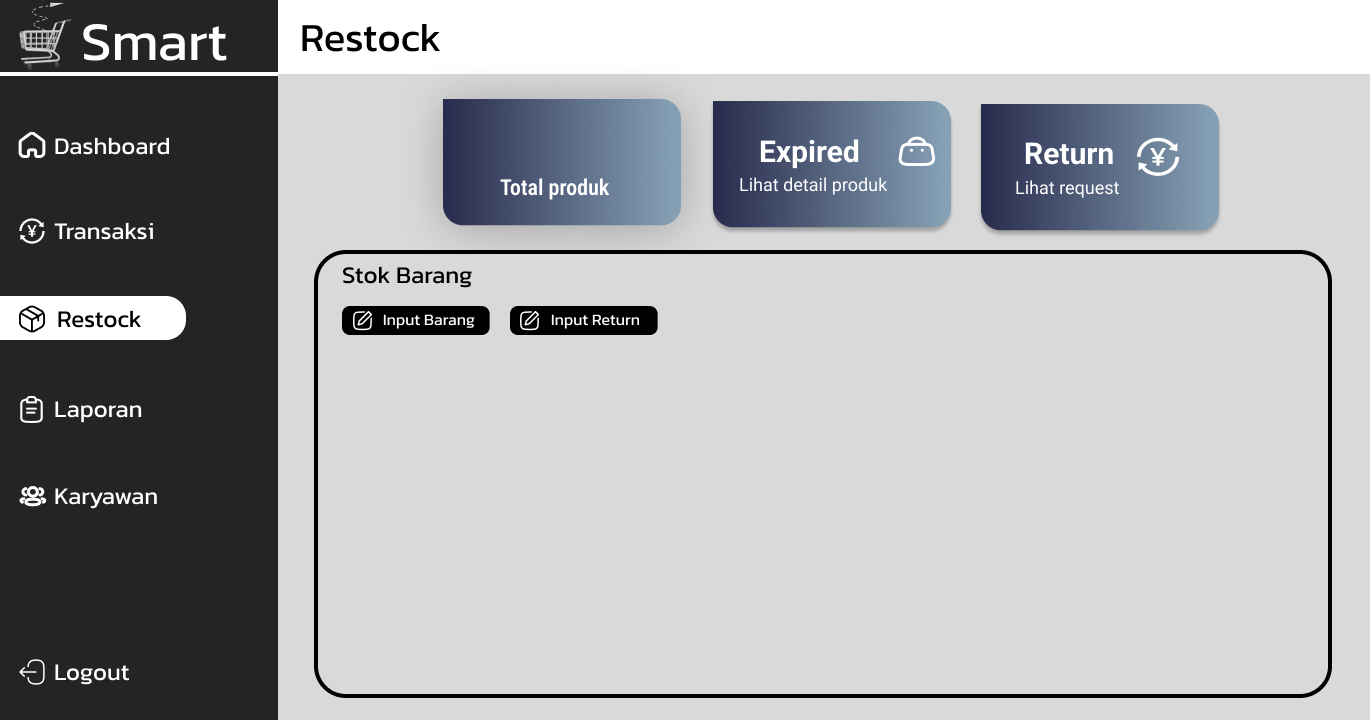 Smart
Restock
Dashboard
Transaksi
Restock
Laporan
Karyawan
Logout
Total produk
Expired
Lihat detail produk
Return
Lihat request
Stok Barang
Input Barang
Input Return